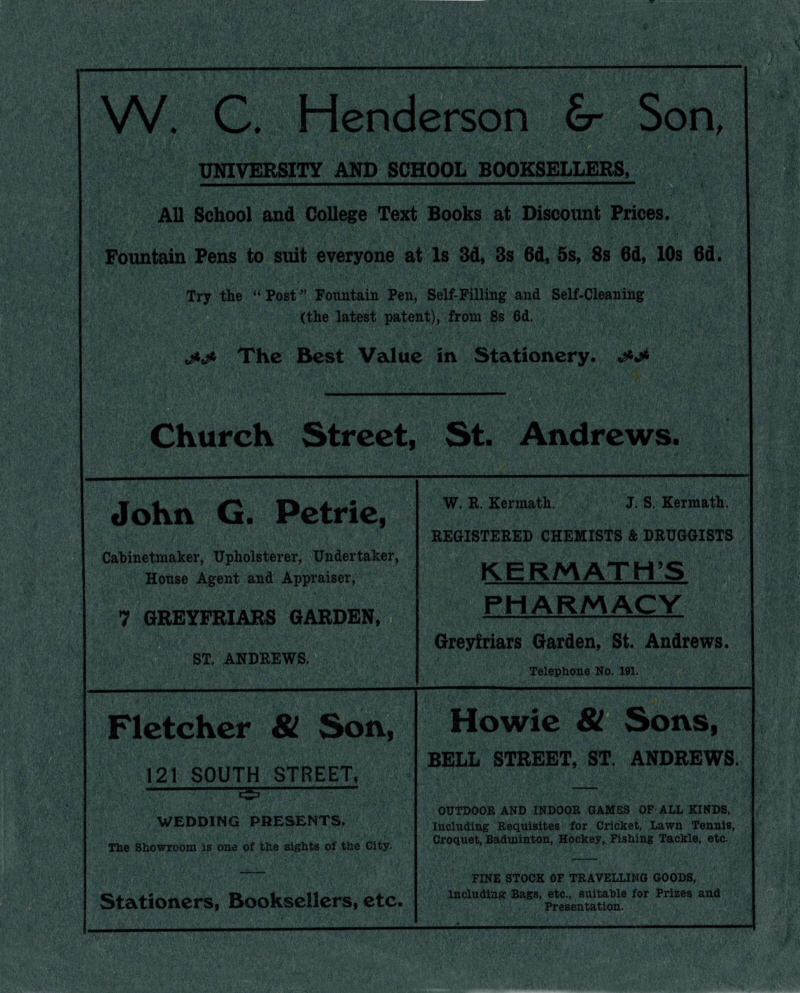 W. C. Henderson & Son,
UNIVERSITY AND SCHOOL BOOKSELLERS,
All School and College Text Books at Discount Prices.
Fountain Pens to suit everyone at 1s 3d, 3s 6d, 5s, 8s 6d, 10s 6d.
Try the "Post" Fountain Pen, Self-Filling and Self-Cleaning
(the latest patent), from 8s 6d.
The Best Value in Stationery.
Church Street, St. Andrews.
John G. Petrie,
Cabinetmaker, Upholsterer, Undertaker,
House Agent and Appraiser,
7 GREYFRIARS GARDEN,
ST. ANDREWS.
W. R. Kermath. J. S. Kermath.
REGISTERED CHEMISTS & DRUGGISTS
KERMATH'S
PHARMACY
Greyfriars Garden, St. Andrews.
Telephone No. 191.
Fletcher & Son,
121 SOUTH STREET,
WEDDING PRESENTS.
The Showroom is one of the sights of the City.
Stationers, Booksellers, etc.
Howie & Sons,
BELL STREET, ST. ANDREWS.
OUTDOOR AND INDOOR GAMES OF ALL KINDS,
Including Requisites for Cricket, Lawn Tennis,
Croquet, Badminton, Hockey, Fishing Tackle, etc.
FINE STOCK OF TRAVELLING GOODS,
Including Bags, etc., suitable for Prizes and
Presentation.